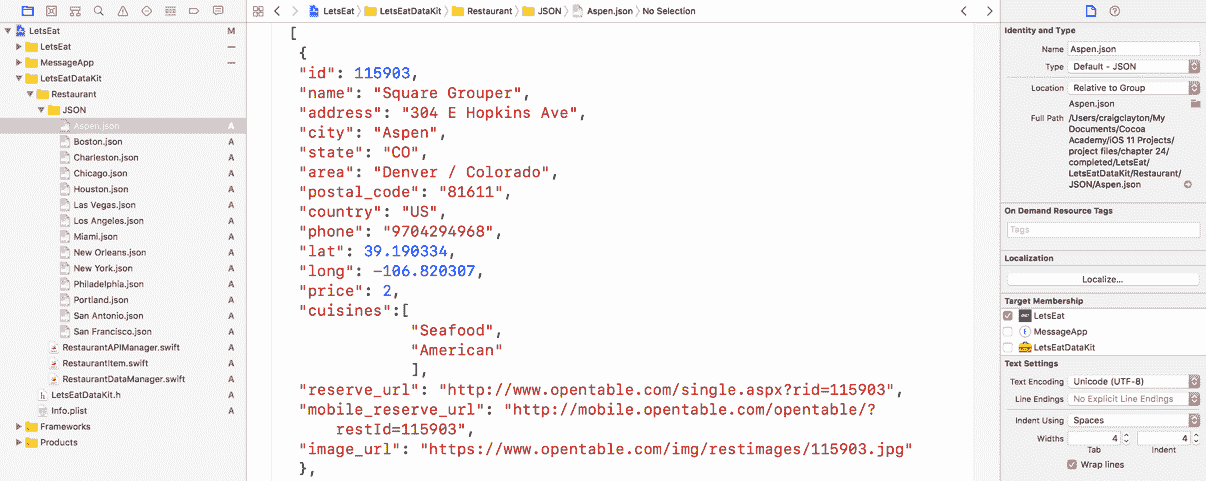 LetsEat > LetsEatDataKit > Restaurant > JSON > Aspen.json > No Selection
LetsEat M
LetsEat —
MessageApp —
LetsEatDataKit
Restaurant
JSON
Aspen.json A
Boston.json A
Charleston.json A
Chicago.json A
Houston.json A
Las Vegas.json A
Los Angeles.json A
Miami.json A
New Orleans.json A
New York.json A
Philadelphia.json A
Portland.json A
San Antonio.json A
San Francisco.json A
RestaurantAPIManager.swift A
RestaurantItem.swift A
RestaurantDataManager.swift A
h LetsEatDataKit.h A
Info.plist A
Frameworks
Products
[
{
"id": 115903,
"name": "Square Grouper",
"address": "304 E Hopkins Ave",
"city": "Aspen",
"state": "CO",
"area": "Denver / Colorado",
"postal_code": "81611",
"country": "US",
"phone": "9704294968",
"lat": 39.190334,
"long": -106.820307,
"price": 2,
"cuisines":[
"Seafood",
"American"
],
"reserve_url": "http://www.opentable.com/single.aspx?rid=115903",
"mobile_reserve_url": "http://mobile.opentable.com/opentable/?
restId=115903",
"image_url": "https://www.opentable.com/img/restimages/115903.jpg"
},
Identity and Type
Name Aspen.json
Type Default - JSON
Location Relative to Group
Aspen.json
Full Path /Users/craigclayton/My
Documents/Cocoa
Academy/iOS 11 Projects/
project files/chapter 24/
completed/LetsEat/
LetsEatDataKit/Restaurant/
JSON/Aspen.json
On Demand Resource Tags
Tags
Localization
Localize...
Target Membership
LetsEat
MessageApp
LetsEatDataKit
Text Settings
Text Encoding Unicode (UTF-8)
Line Endings No Explicit Line Endings
Indent Using Spaces
Widths 4 4
Tab Indent
Wrap lines